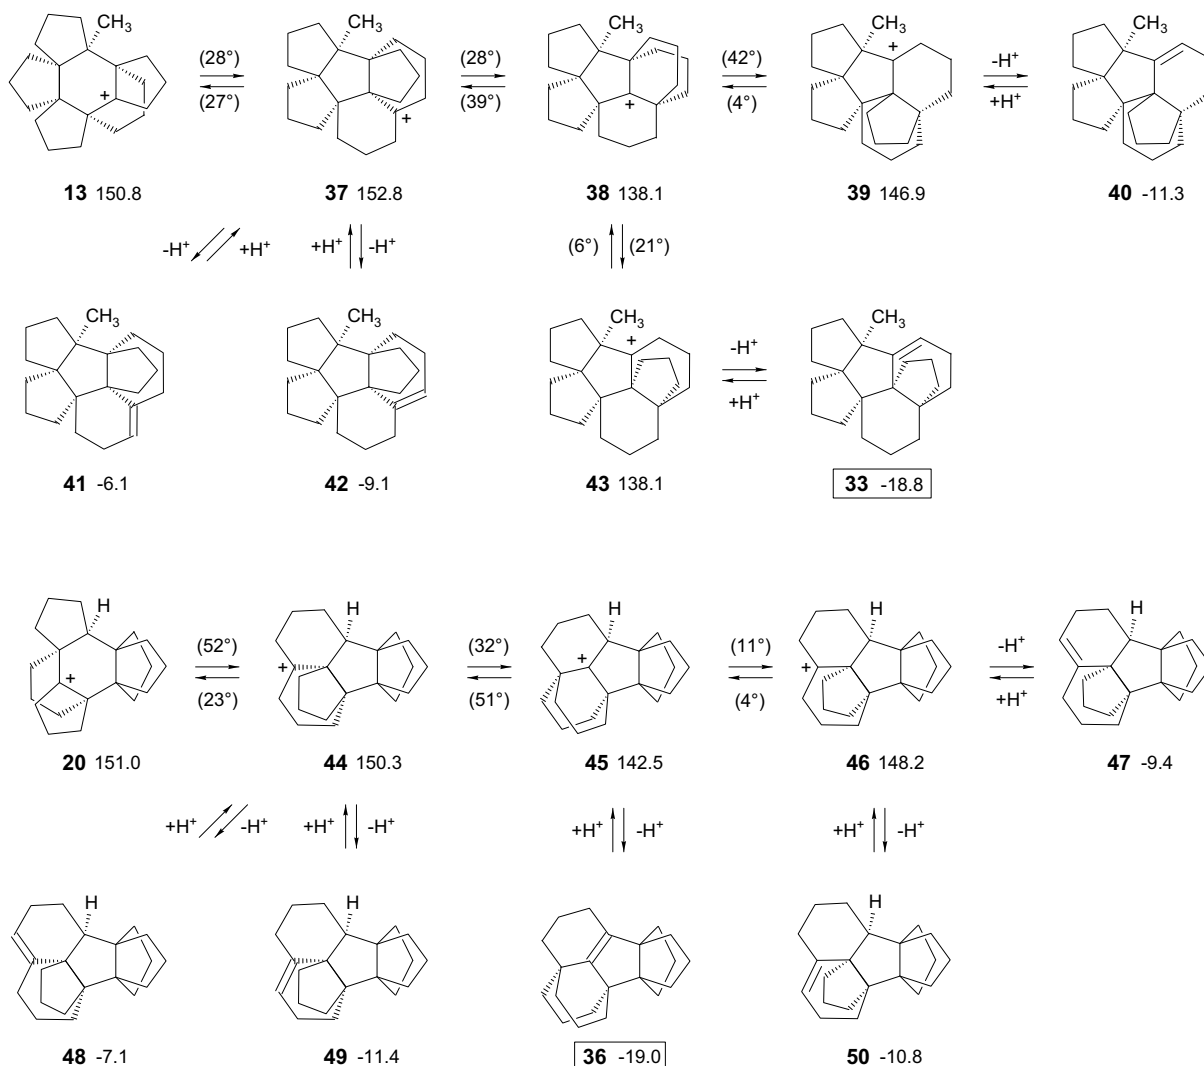 CH3 CH3 CH3 CH3 CH3
(28°) (28°) (42°) -H+
(27°) (39°) (4°) +H+
+ + + +
13 150.8 37 152.8 38 138.1 39 146.9 40 -11.3
-H+ +H+ +H+ -H+ (6°) (21°)
CH3 CH3 CH3 CH3
+ -H+
+H+
41 -6.1 42 -9.1 43 138.1 33 -18.8
H H H H H
(52°) (32°) (11°) -H+
(23°) (51°) (4°) +H+
+ + + +
20 151.0 44 150.3 45 142.5 46 148.2 47 -9.4
+H+ -H+ +H+ -H+ +H+ -H+ +H+ -H+
H H H
48 -7.1 49 -11.4 36 -19.0 50 -10.8